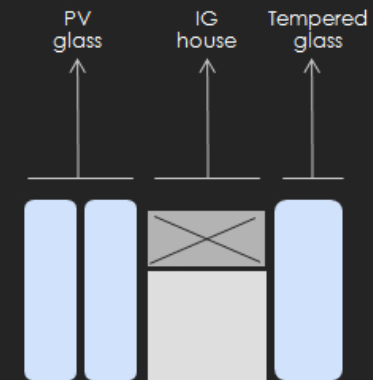 PV
glass
IG
house
Tempered
glass